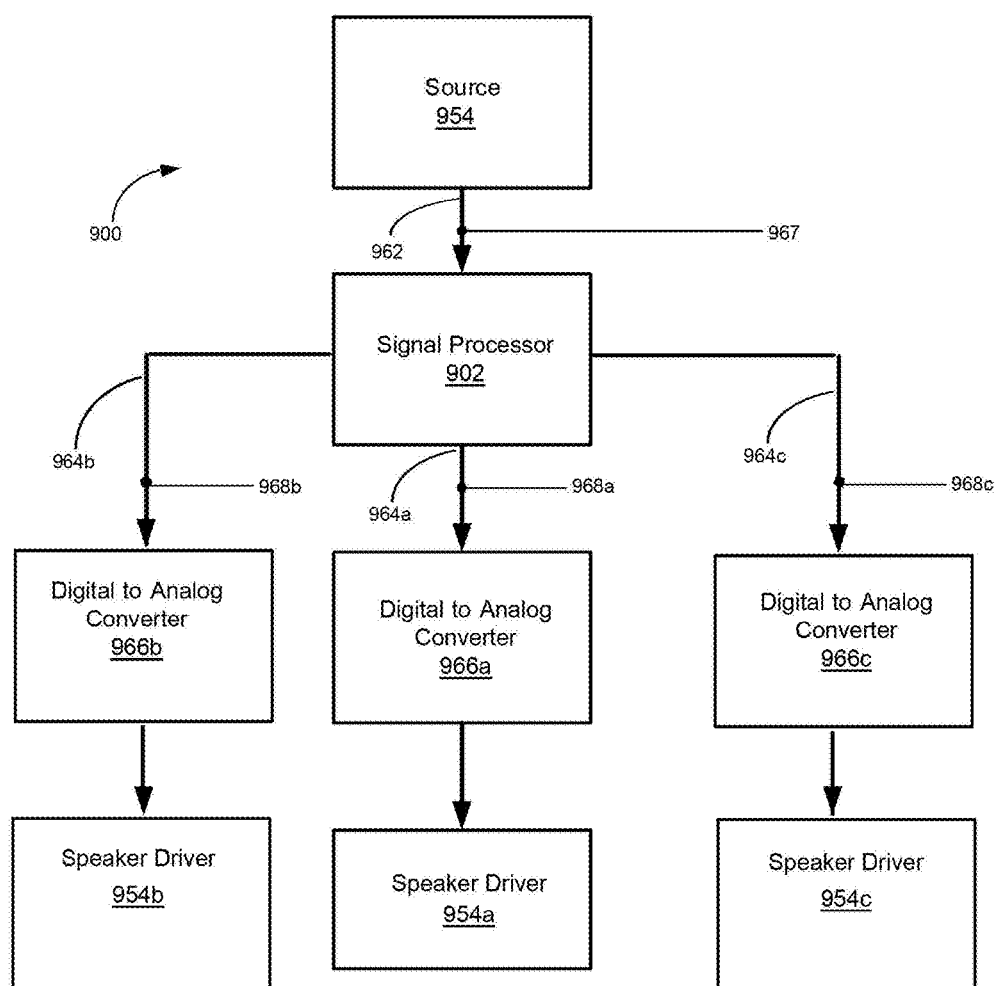 Source
954
900
962
967
Signal Processor
902
964b
964a
964c
968b
968a
968c
Digital to Analog
Converter
966b
Digital to Analog
Converter
966a
Digital to Analog
Converter
966c
Speaker Driver
954b
Speaker Driver
954a
Speaker Driver
954c